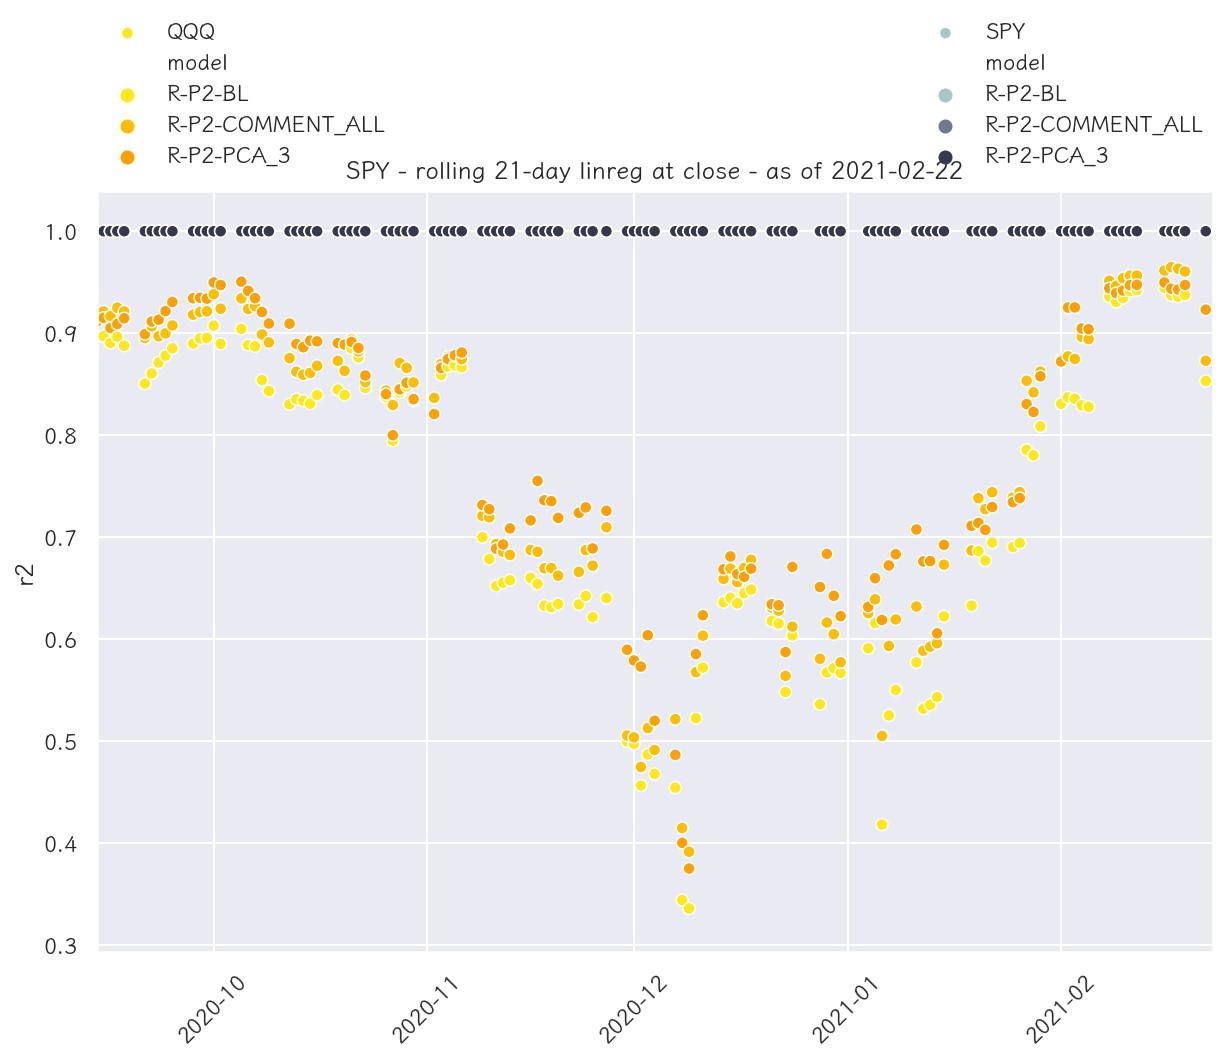 QQQ
model
R-P2-BL
R-P2-COMMENT_ALL
R-P2-PCA_3
SPY
model
R-P2-BL
R-P2-COMMENT_ALL
R-P2-PCA_3
SPY - rolling 21-day linreg at close - as of 2021-02-22
1.0
0.9
0.8
0.7
0.6
0.5
0.4
0.3
r2
2020-10
2020-11
2020-12
2021-01
2021-02